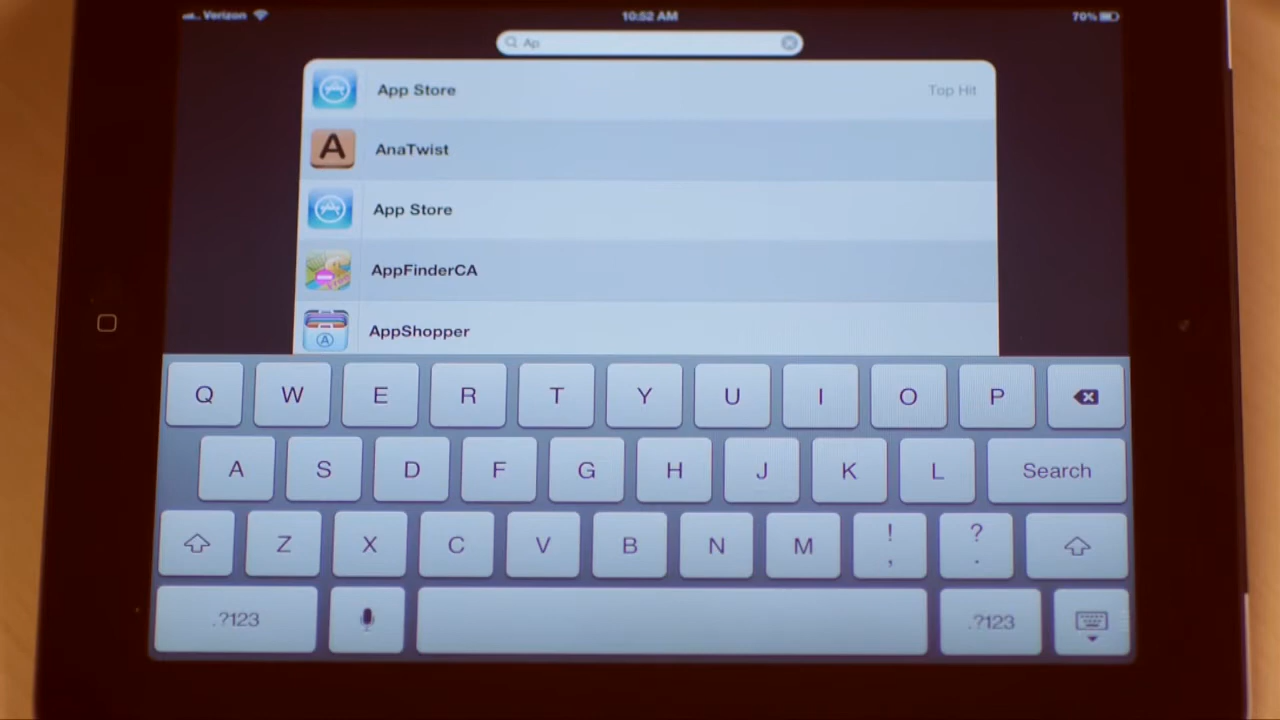 Verizon 10:52 AM 70%
Ap
App Store Top Hit
A AnaTwist
App Store
AppFinderCA
AppShopper
Q W E R T Y U I O P
A S D F G H J K L Search
Z X C V B N M ! , ? .
.?123 .?123